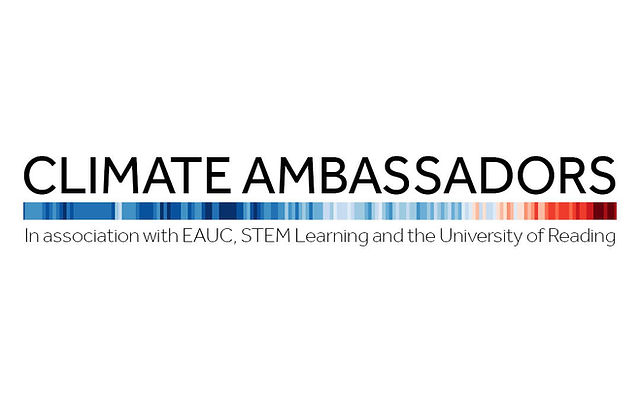 CLIMATE AMBASSADORS
In association with EAUC, STEM Learning and the University of Reading